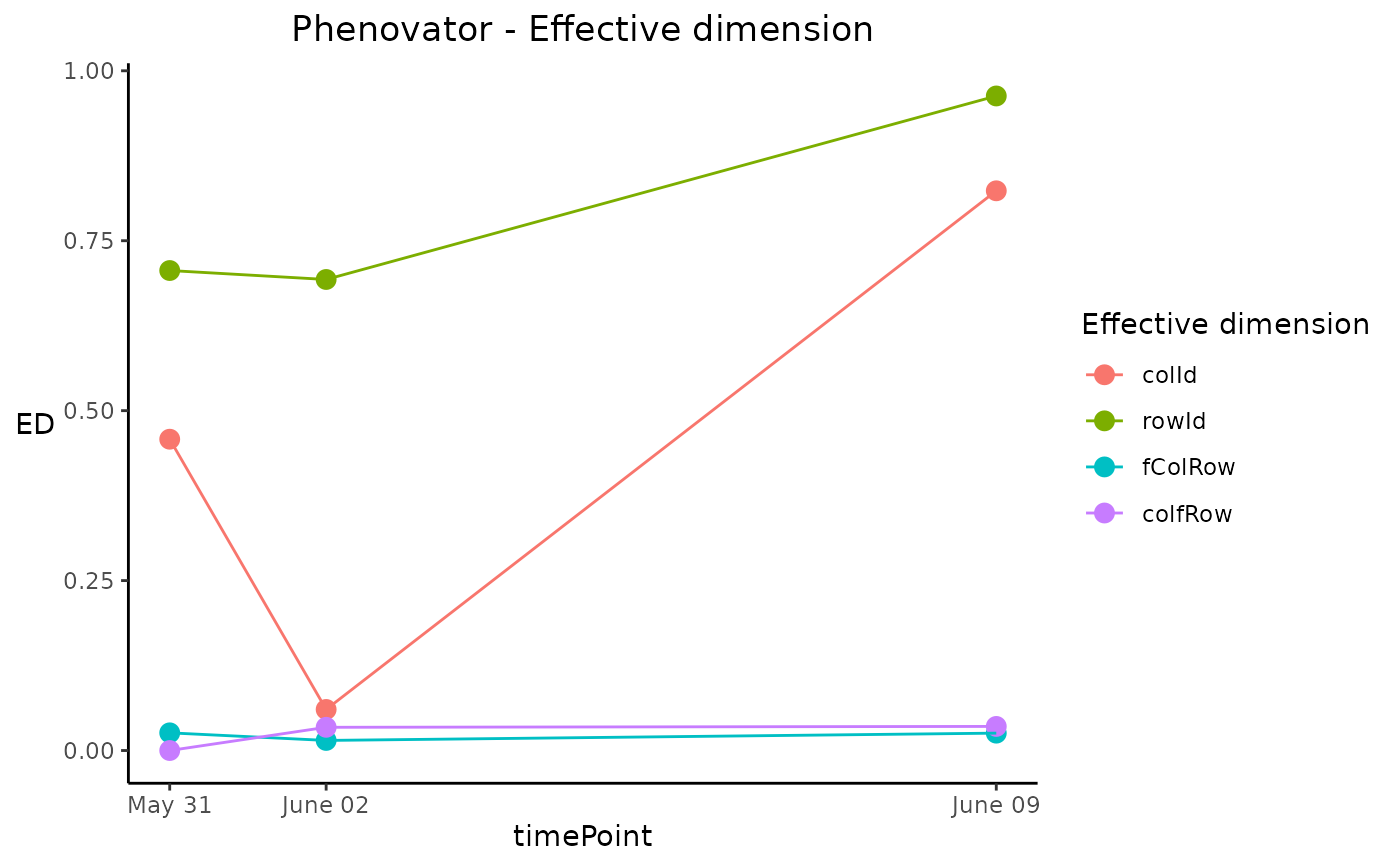 Phenovator - Effective dimension
1.00
0.75
0.50
0.25
0.00
ED
May 31
June 02
June 09
timePoint
Effective dimension
colId
rowId
fColRow
colfRow